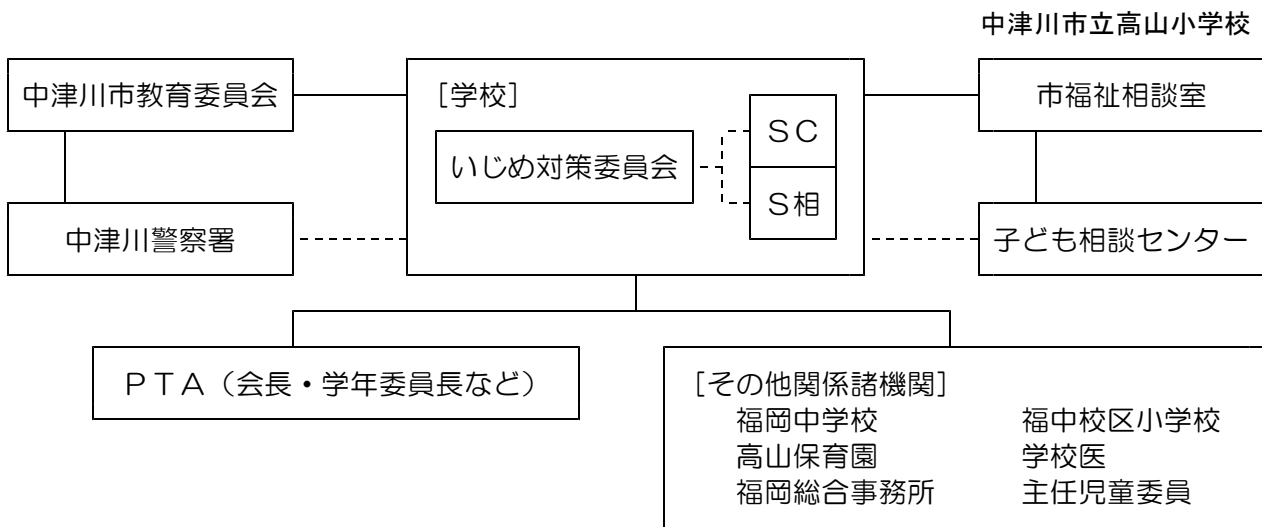 中津川市立高山小学校
中津川市教育委員会
[学校]
いじめ対策委員会
ＳＣ
Ｓ相
市福祉相談室
中津川警察署
子ども相談センター
ＰＴＡ（会長・学年委員長など）
[その他関係諸機関]
福岡中学校　福中校区小学校
高山保育園　学校医
福岡総合事務所　主任児童委員